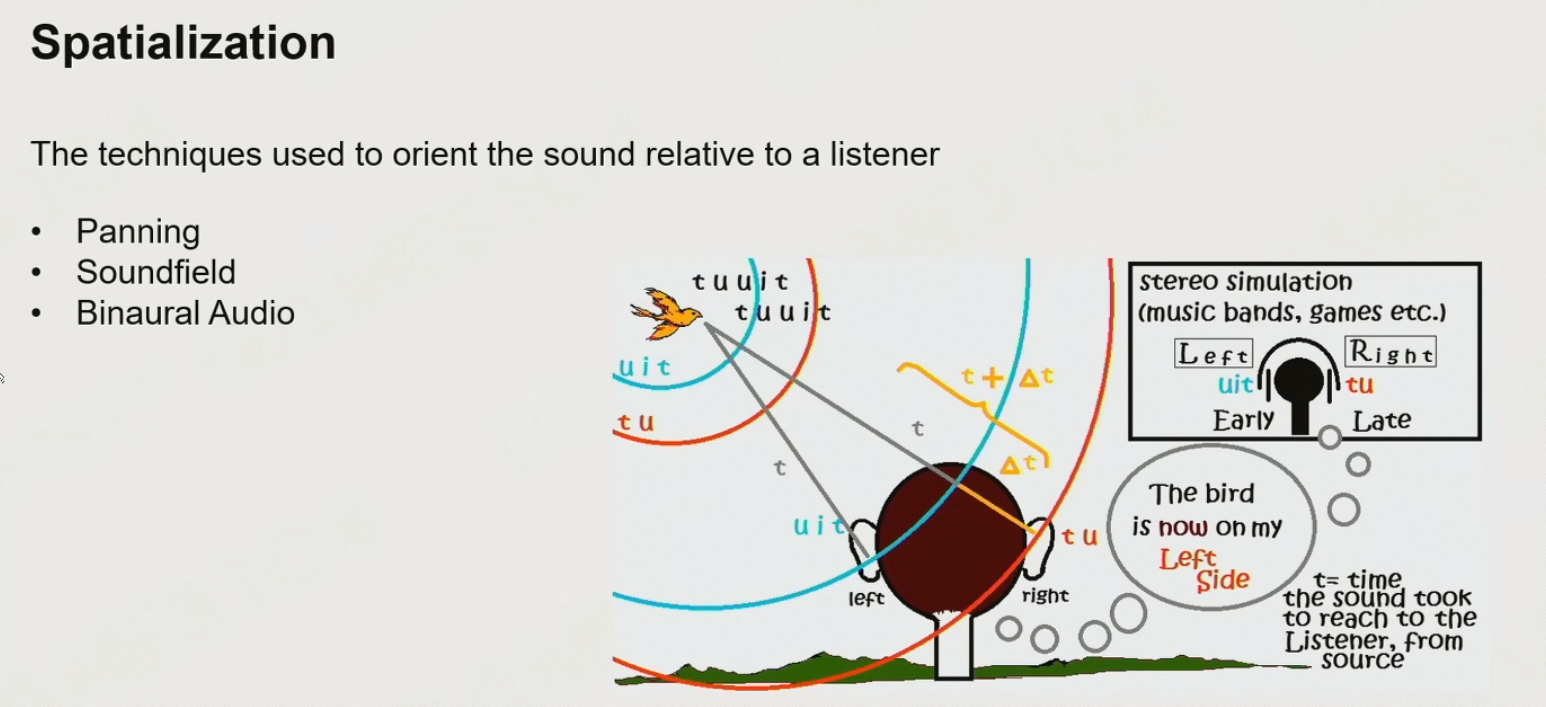 Spatialization
The techniques used to orient the sound relative to a listener
• Panning
• Soundfield
• Binaural Audio
tuuit
tuuit
uit
tu
t
t
t+Δt
Δt
uit
tu
left
right
stereo simulation
(music bands, games etc.)
Left
Right
uit
tu
Early
Late
The bird
is now on my
Left
Side
t= time
the sound took
to reach to the
Listener, from
source